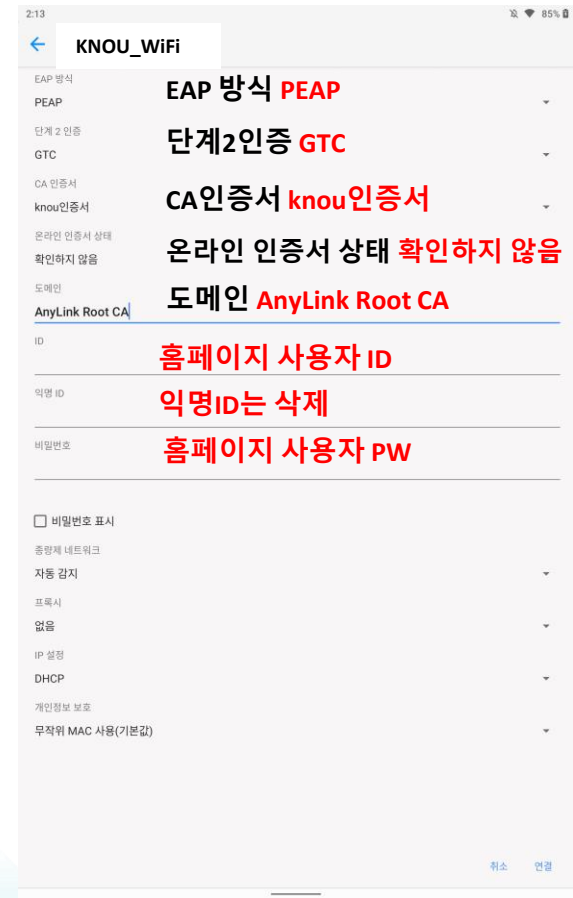 2:13 85%
KNOU_WiFi
EAP 방식
EAP 방식 PEAP
PEAP
단계 2 인증
단계2인증 GTC
GTC
CA 인증서
CA인증서 knou인증서
knou인증서
온라인 인증서 상태
온라인 인증서 상태 확인하지 않음
확인하지 않음
도메인
도메인 AnyLink Root CA
AnyLink Root CA
ID
홈페이지 사용자 ID
익명 ID
익명ID는 삭제
비밀번호
홈페이지 사용자 PW
비밀번호 표시
종량제 네트워크
자동 감지
프록시
없음
IP 설정
DHCP
개인정보 보호
무작위 MAC 사용(기본값)
취소 연결